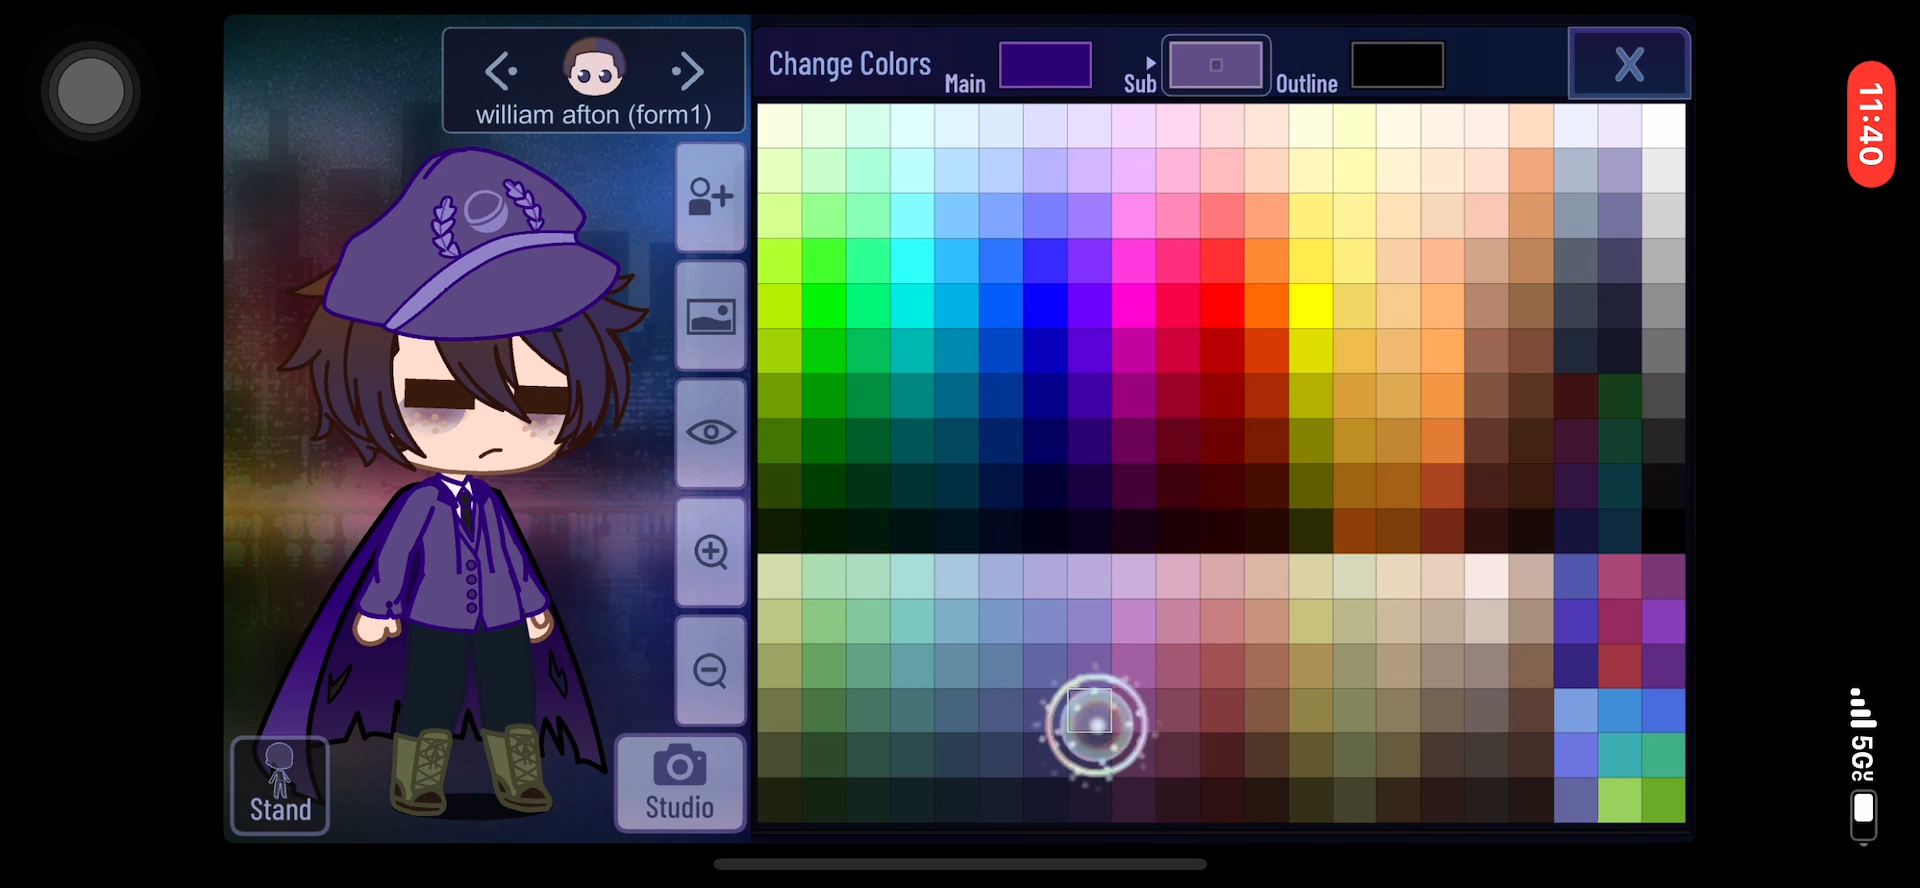 william afton (form1)
Change Colors
Main
Sub
Outline
X
Stand
Studio
11:40
5G